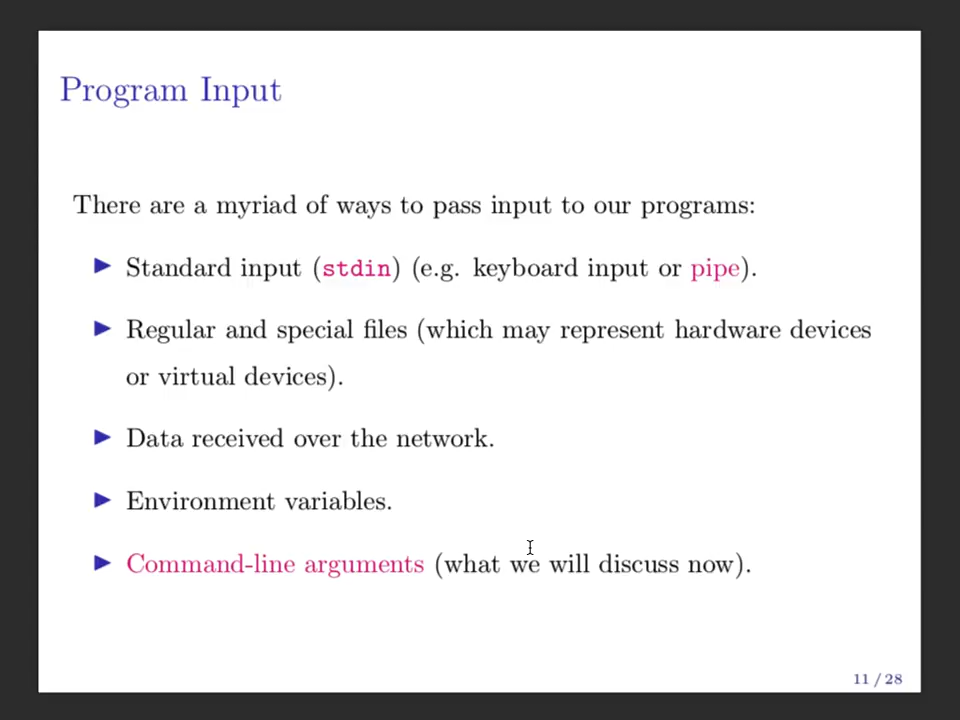 Program Input
There are a myriad of ways to pass input to our programs:
▶ Standard input (stdin) (e.g. keyboard input or pipe).
▶ Regular and special files (which may represent hardware devices
or virtual devices).
▶ Data received over the network.
▶ Environment variables.
▶ Command-line arguments (what we will discuss now).
11 / 28